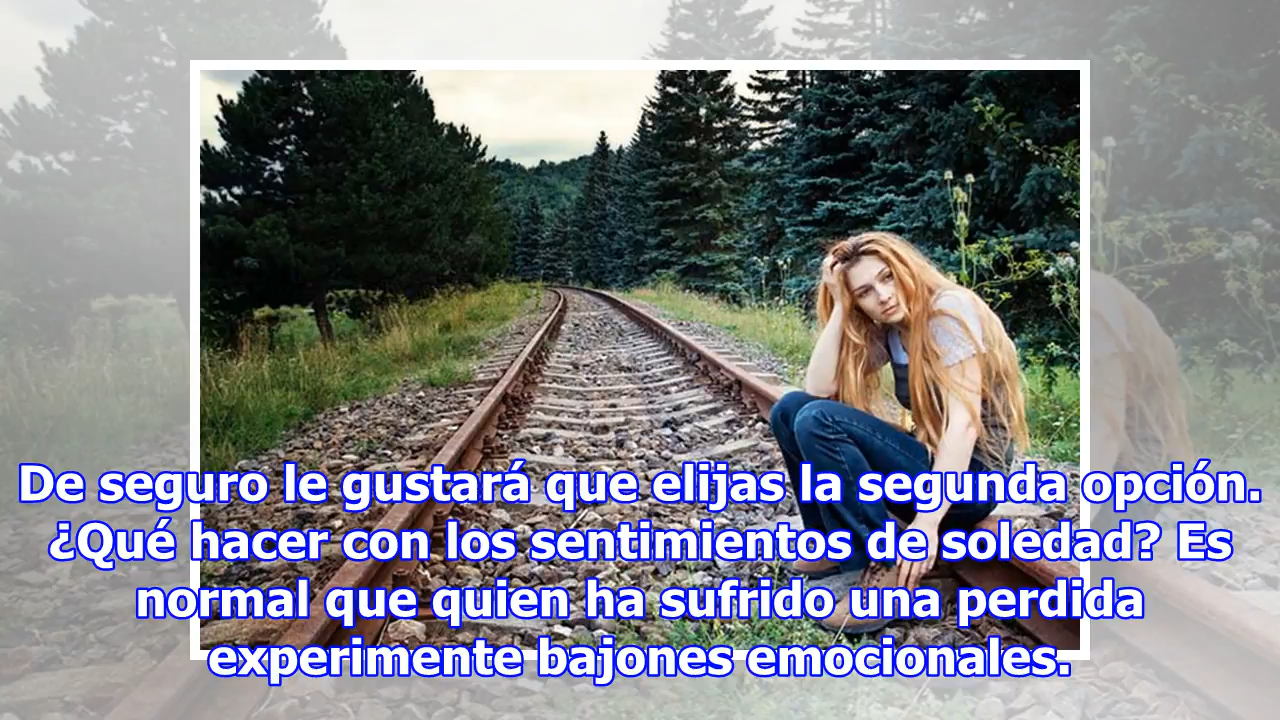 De seguro le gustará que elijas la segunda opción.
¿Qué hacer con los sentimientos de soledad? Es
normal que quien ha sufrido una perdida
experimente bajones emocionales.